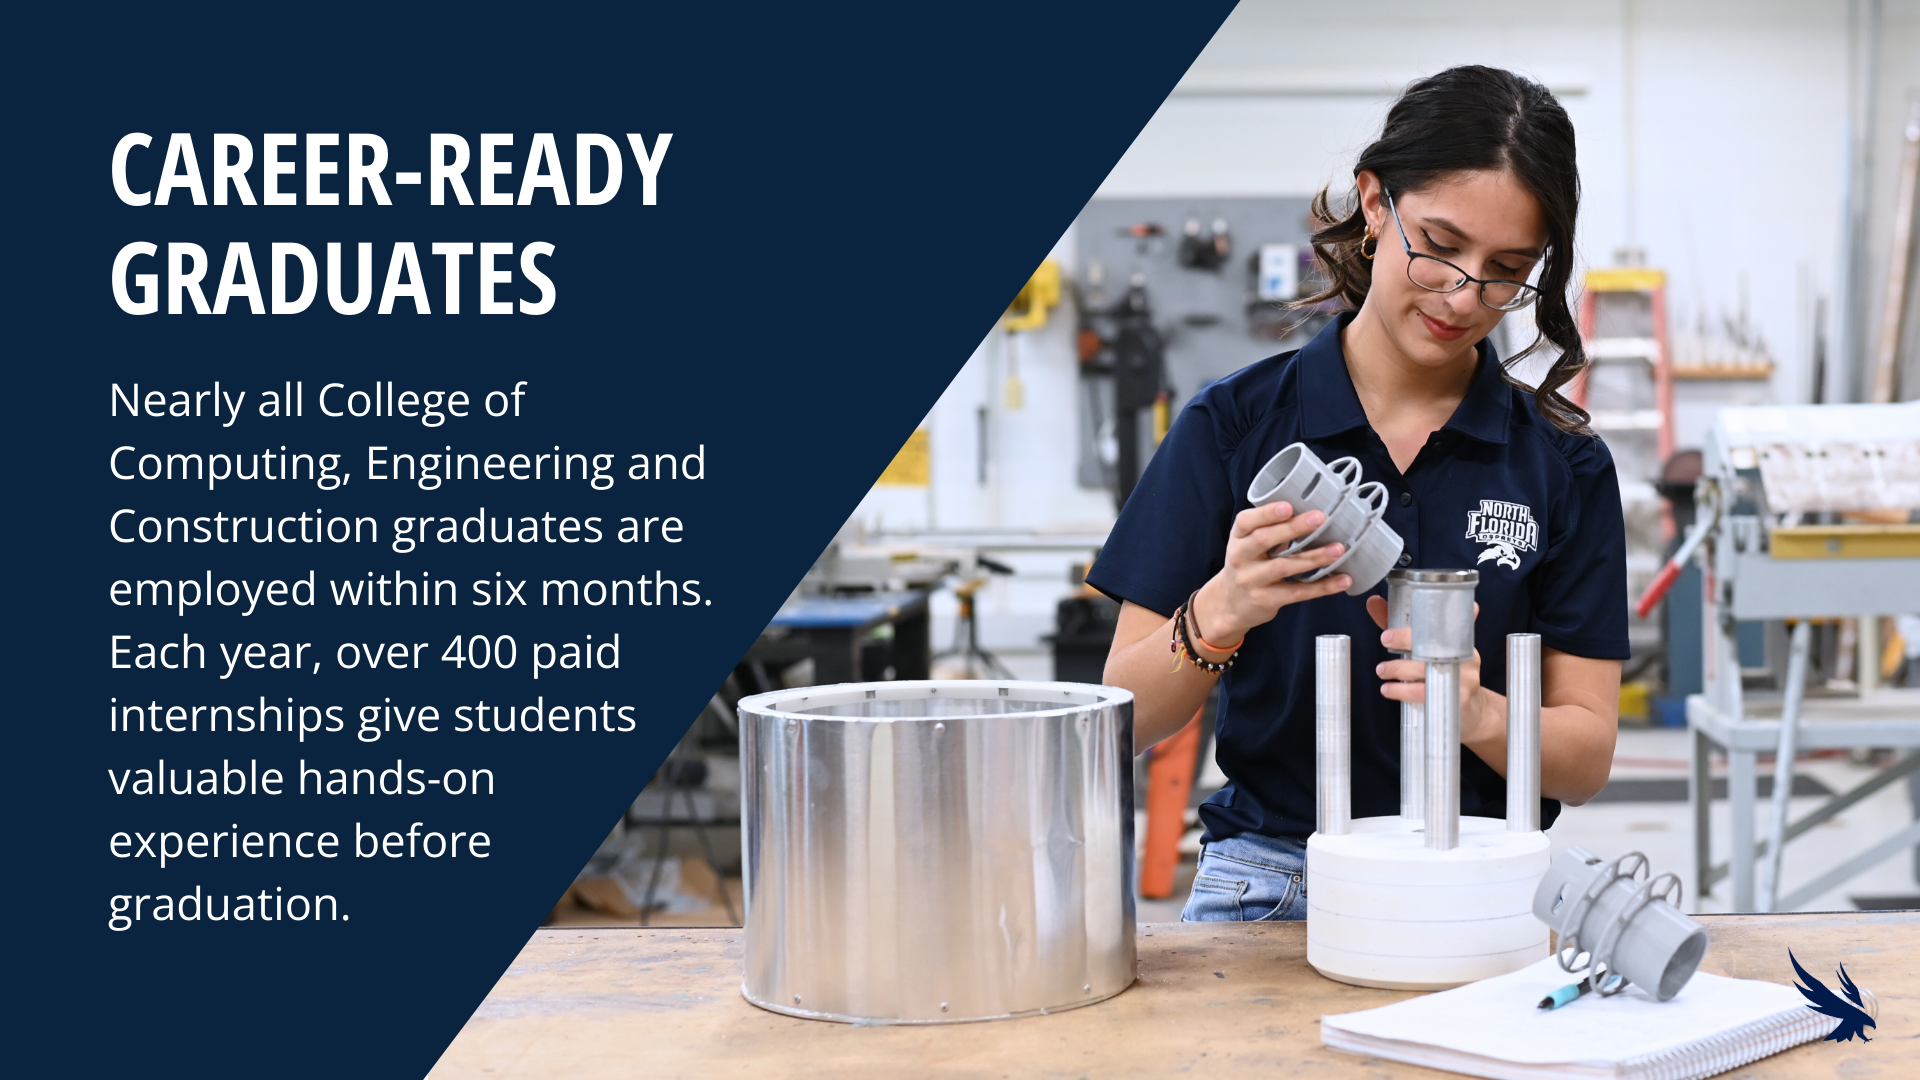 CAREER-READY
GRADUATES
Nearly all College of
Computing, Engineering and
Construction graduates are
employed within six months.
Each year, over 400 paid
internships give students
valuable hands-on
experience before
graduation.
NORTH
FLORIDA
OSPREYS